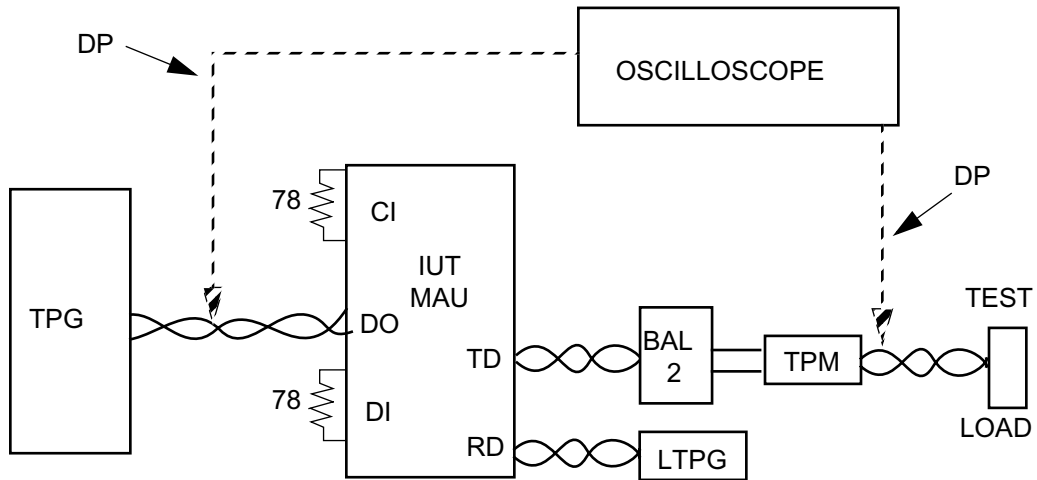 DP
OSCILLOSCOPE
DP
78
CI
IUT
MAU
TPG
DO
TD
BAL
2
TPM
TEST
LOAD
78
DI
RD
LTPG